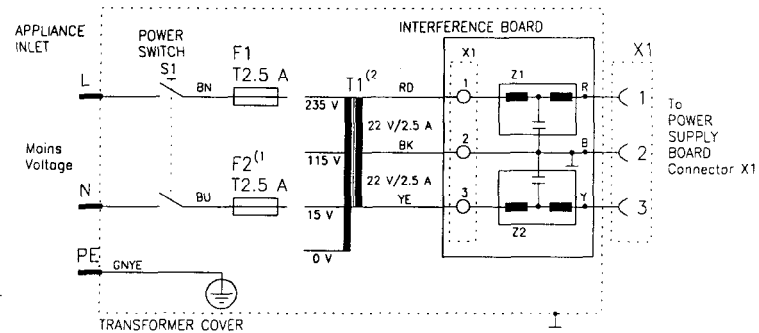 APPLIANCE
INLET
POWER
SWITCH
S1
F1
T2.5 A
INTERFERENCE BOARD
X1
X1
L
BN
T1(2
RD
1
Z1
R
1
235 V
22 V/2.5 A
To
POWER
SUPPLY
BOARD
Connector X1
Mains
Voltage
F2(1
T2.5 A
115 V
BK
2
B
2
22 V/2.5 A
N
BU
15 V
YE
3
Z2
Y
3
0 V
PE
GNYE
TRANSFORMER COVER